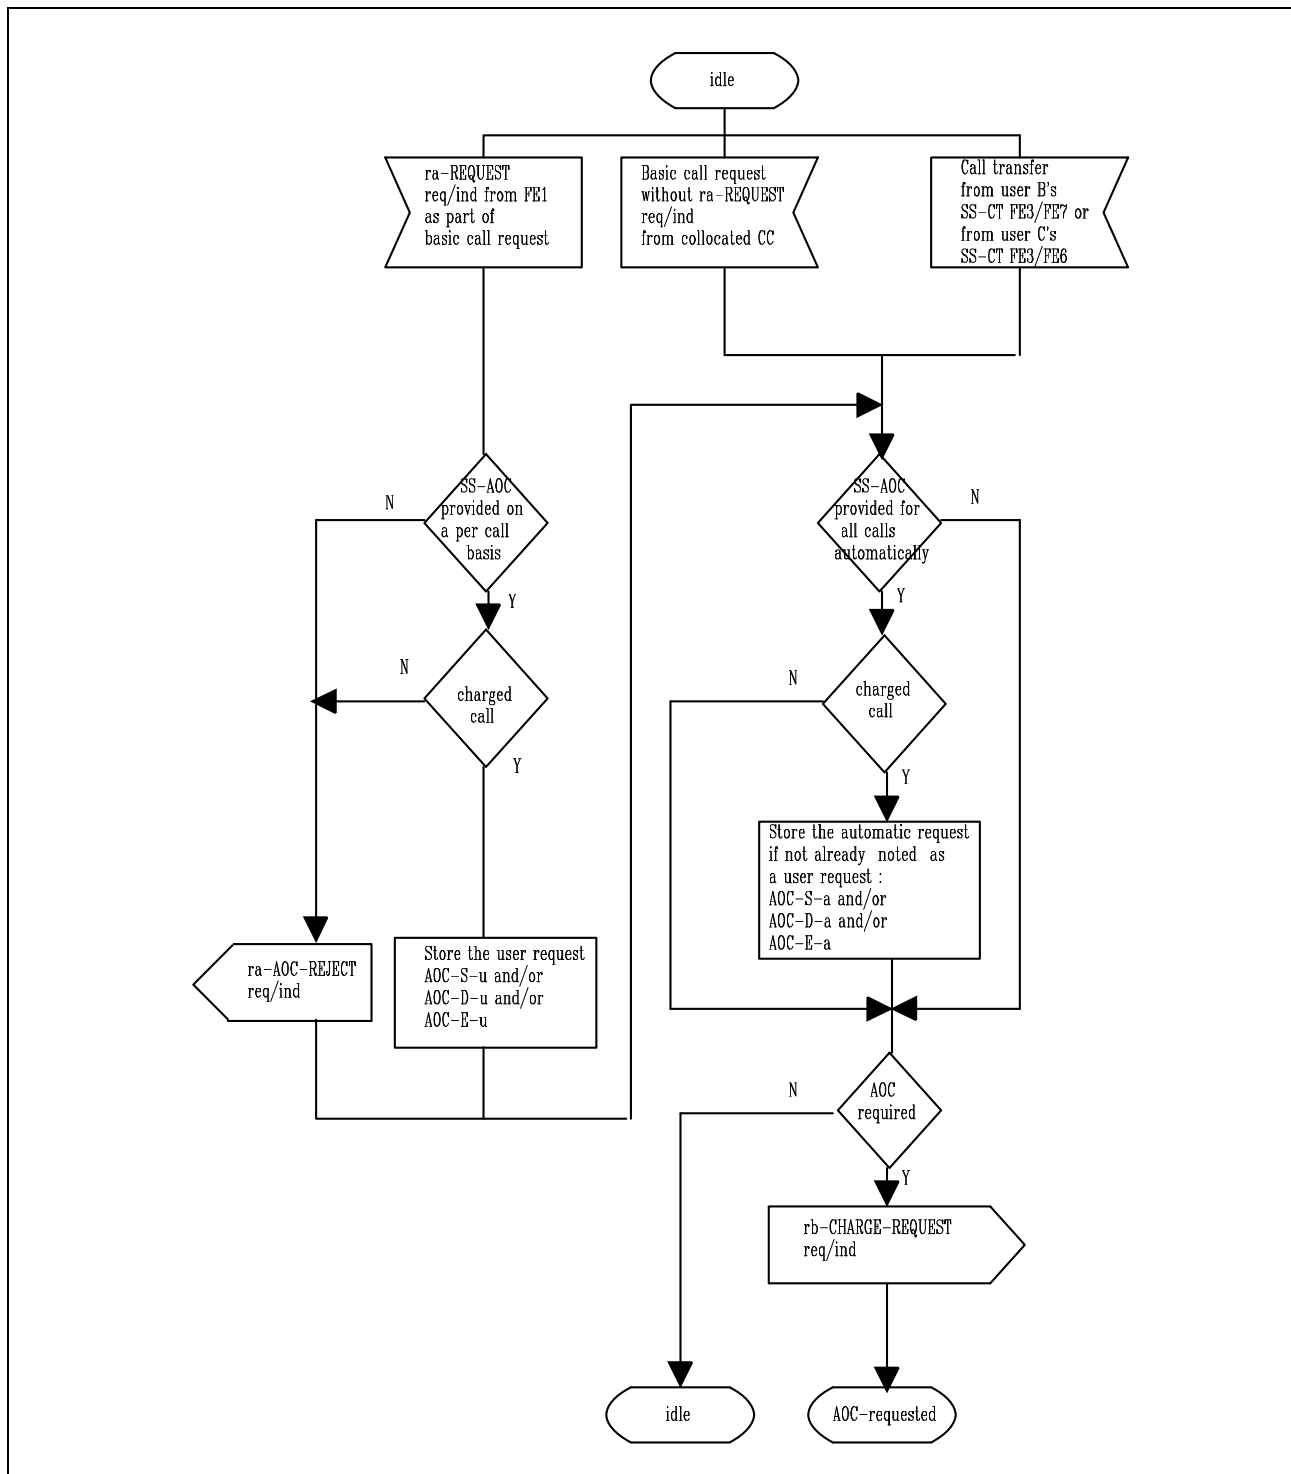 idle
ra-REQUEST
req/ind from FE1
as part of
basic call request
Basic call request
without ra-REQUEST
req/ind
from collocated CC
Call transfer
from user B's
SS-CT FE3/FE7 or
from user C's
SS-CT FE3/FE6
SS-AOC
provided on
a per call
basis
N
Y
SS-AOC
provided for
all calls
automatically
N
Y
charged
call
N
Y
charged
call
N
Y
Store the automatic request
if not already noted as
a user request :
AOC-S-a and/or
AOC-D-a and/or
AOC-E-a
ra-AOC-REJECT
req/ind
Store the user request
AOC-S-u and/or
AOC-D-u and/or
AOC-E-u
AOC
required
N
Y
rb-CHARGE-REQUEST
req/ind
idle
AOC-requested